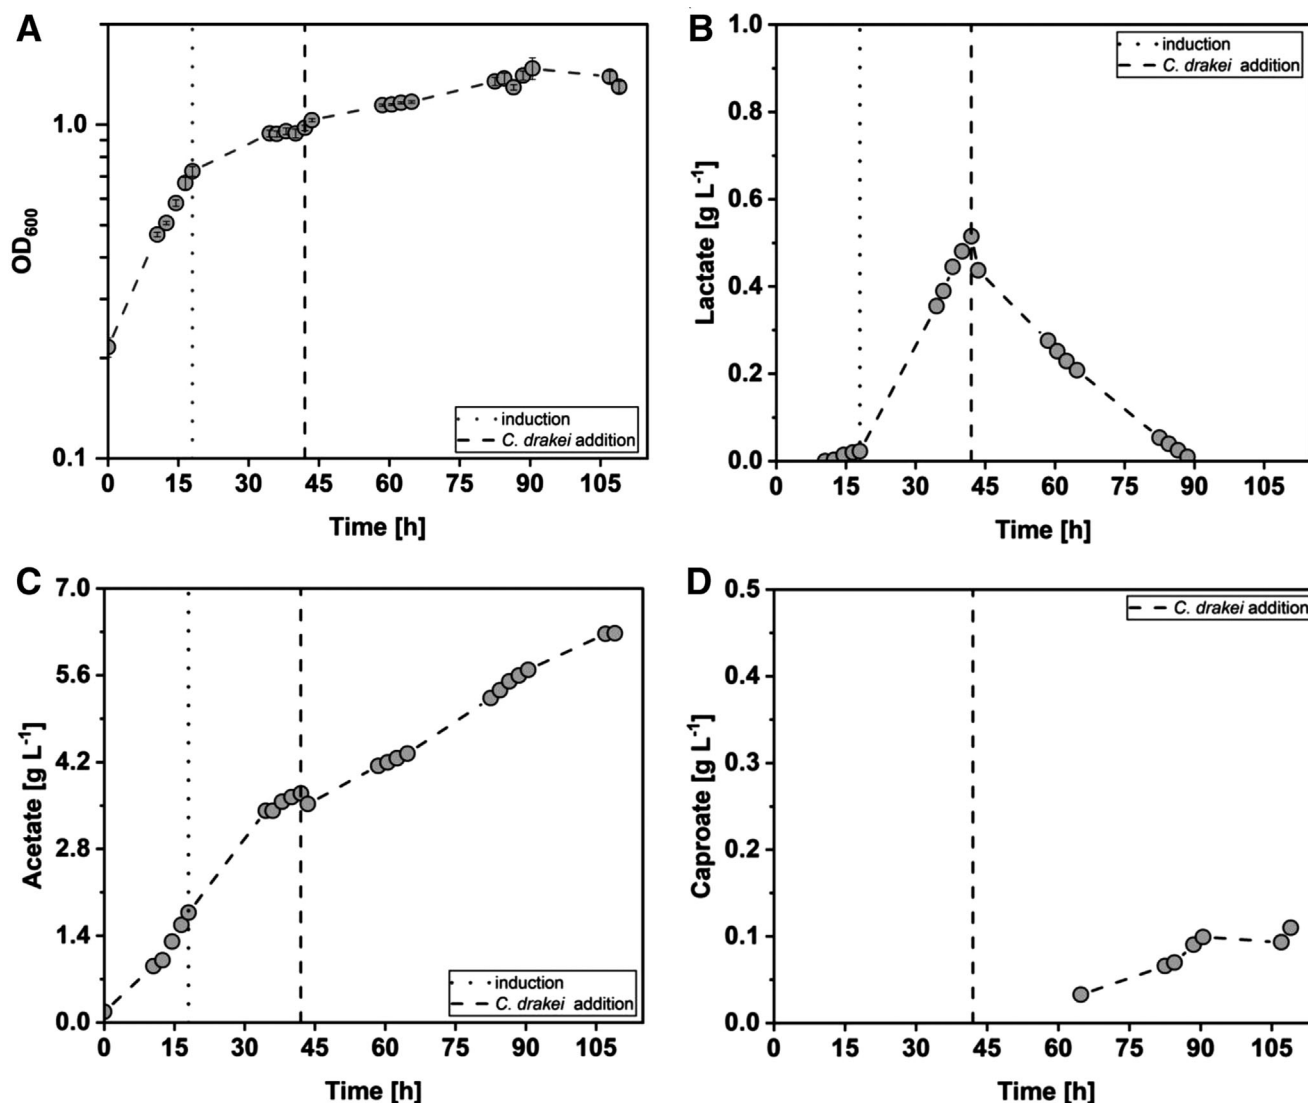 A
1.0
0.1
OD600
0 15 30 45 60 75 90 105
Time [h]
induction
C. drakei addition
B
1.0
0.8
0.6
0.4
0.2
0.0
Lactate [g L-1]
0 15 30 45 60 75 90 105
Time [h]
induction
C. drakei addition
C
7.0
5.6
4.2
2.8
1.4
0.0
Acetate [g L-1]
0 15 30 45 60 75 90 105
Time [h]
induction
C. drakei addition
D
0.5
0.4
0.3
0.2
0.1
0.0
Caproate [g L-1]
0 15 30 45 60 75 90 105
Time [h]
C. drakei addition